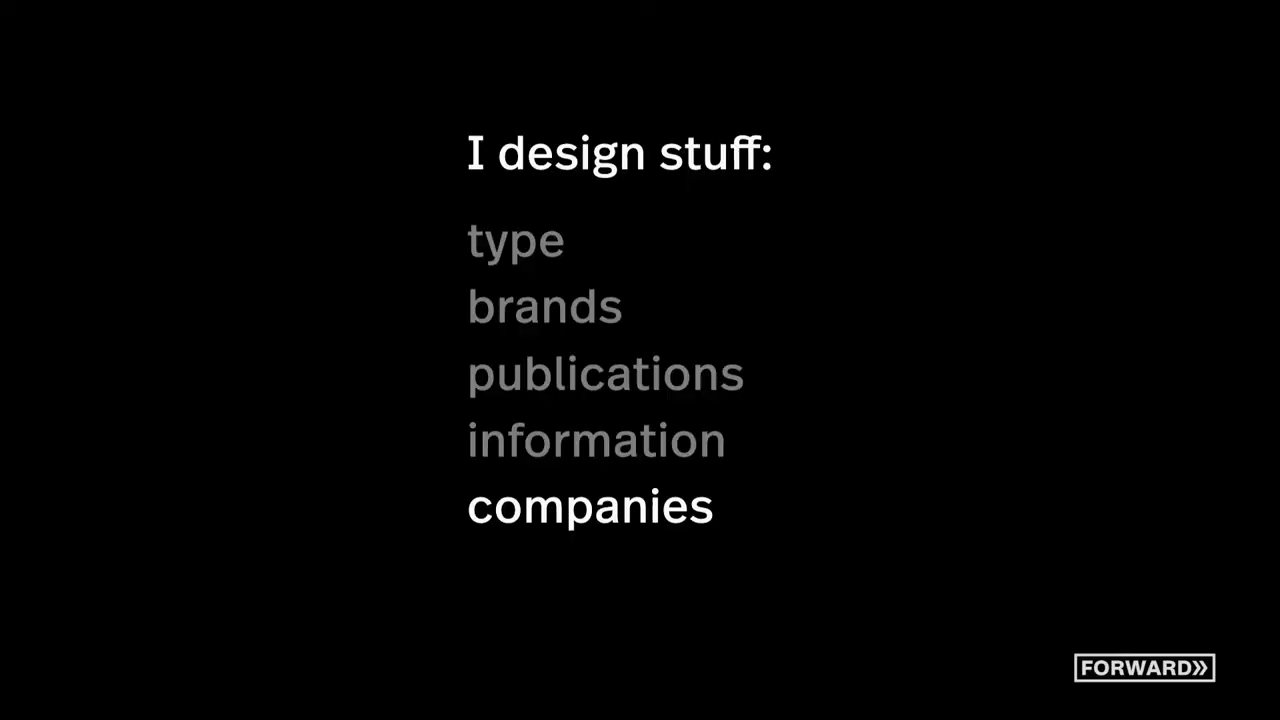 I design stuff:
type
brands
publications
information
companies
FORWARD»